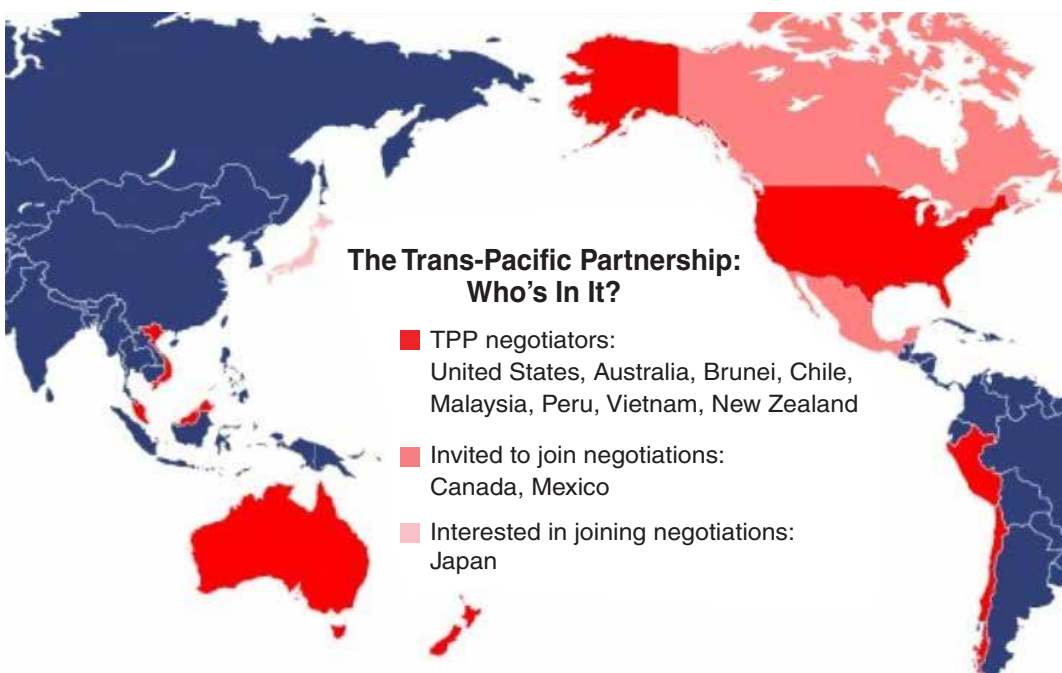 The Trans-Pacific Partnership:
Who’s In It?
TPP negotiators:
United States, Australia, Brunei, Chile,
Malaysia, Peru, Vietnam, New Zealand
Invited to join negotiations:
Canada, Mexico
Interested in joining negotiations:
Japan